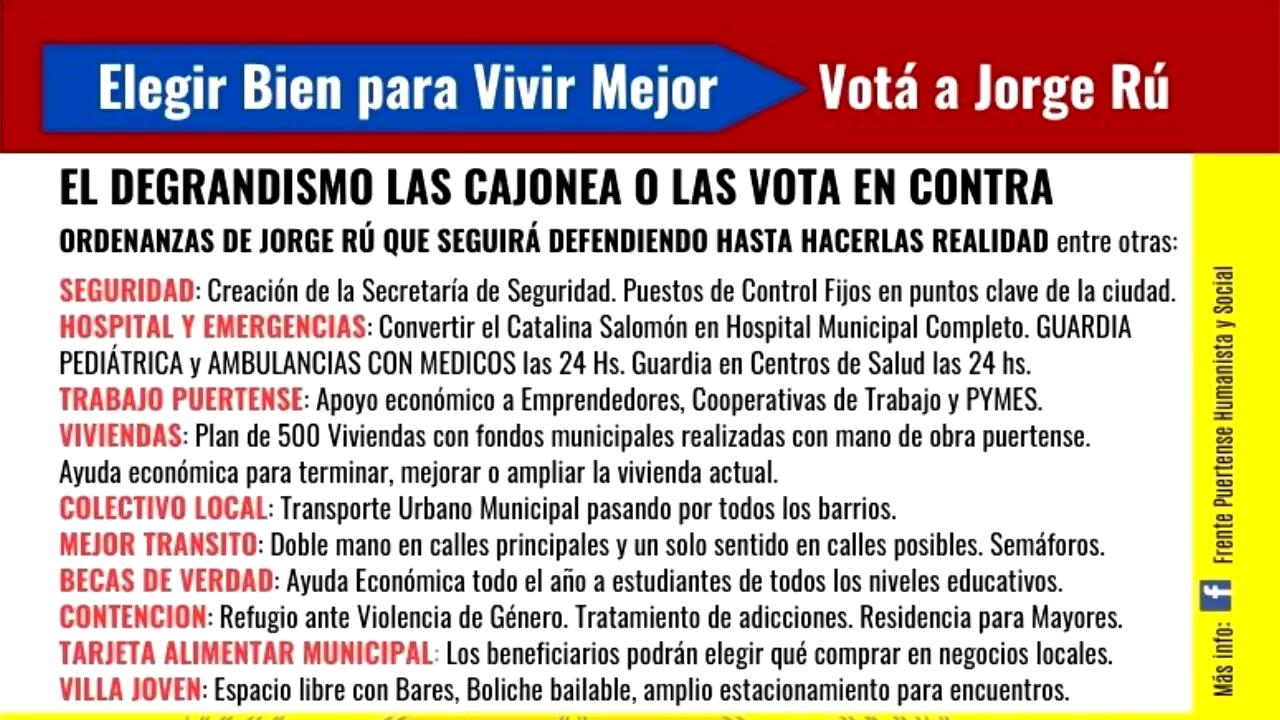 Elegir Bien para Vivir Mejor Votá a Jorge Rú
EL DEGRANDISMO LAS CAJONEA O LAS VOTA EN CONTRA
ORDENANZAS DE JORGE RÚ QUE SEGUIRÁ DEFENDIENDO HASTA HACERLAS REALIDAD entre otras:
SEGURIDAD: Creación de la Secretaría de Seguridad. Puestos de Control Fijos en puntos clave de la ciudad.
HOSPITAL Y EMERGENCIAS: Convertir el Catalina Salomón en Hospital Municipal Completo. GUARDIA
PEDIÁTRICA y AMBULANCIAS CON MEDICOS las 24 Hs. Guardia en Centros de Salud las 24 hs.
TRABAJO PUERTENSE: Apoyo económico a Emprendedores, Cooperativas de Trabajo y PYMES.
VIVIENDAS: Plan de 500 Viviendas con fondos municipales realizadas con mano de obra puertense.
Ayuda económica para terminar, mejorar o ampliar la vivienda actual.
COLECTIVO LOCAL: Transporte Urbano Municipal pasando por todos los barrios.
MEJOR TRANSITO: Doble mano en calles principales y un solo sentido en calles posibles. Semáforos.
BECAS DE VERDAD: Ayuda Económica todo el año a estudiantes de todos los niveles educativos.
CONTENCION: Refugio ante Violencia de Género. Tratamiento de adicciones. Residencia para Mayores.
TARJETA ALIMENTAR MUNICIPAL: Los beneficiarios podrán elegir qué comprar en negocios locales.
VILLA JOVEN: Espacio libre con Bares, Boliche bailable, amplio estacionamiento para encuentros.
Más info: f Frente Puertense Humanista y Social